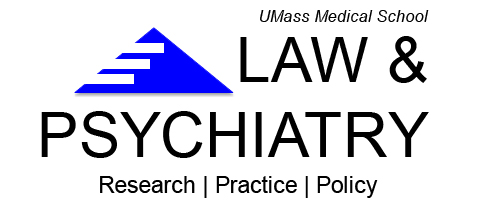 UMass Medical School
LAW &
PSYCHIATRY
Research | Practice | Policy